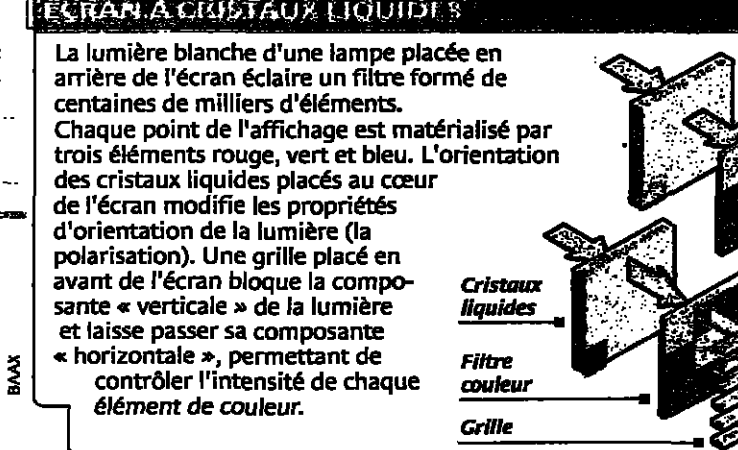 L'ÉCRAN À CRISTAUX LIQUIDES
La lumière blanche d'une lampe placée en
arrière de l'écran éclaire un filtre formé de
centaines de milliers d'éléments.
Chaque point de l'affichage est matérialisé par
trois éléments rouge, vert et bleu. L'orientation
des cristaux liquides placés au cœur
de l'écran modifie les propriétés
d'orientation de la lumière (la
polarisation). Une grille placé en
avant de l'écran bloque la compo-
sante « verticale » de la lumière
et laisse passer sa composante
« horizontale », permettant de
contrôler l'intensité de chaque
élément de couleur.
Cristaux
liquides
Filtre
couleur
Grille
BAAX